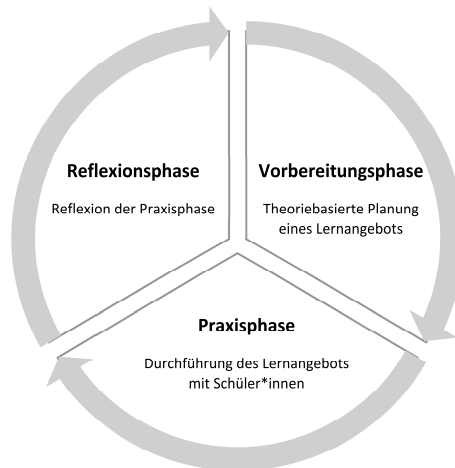 Reflexionsphase
Reflexion der Praxisphase
Vorbereitungsphase
Theoriebasierte Planung
eines Lernangebots
Praxisphase
Durchführung des Lernangebots
mit Schüler*innen